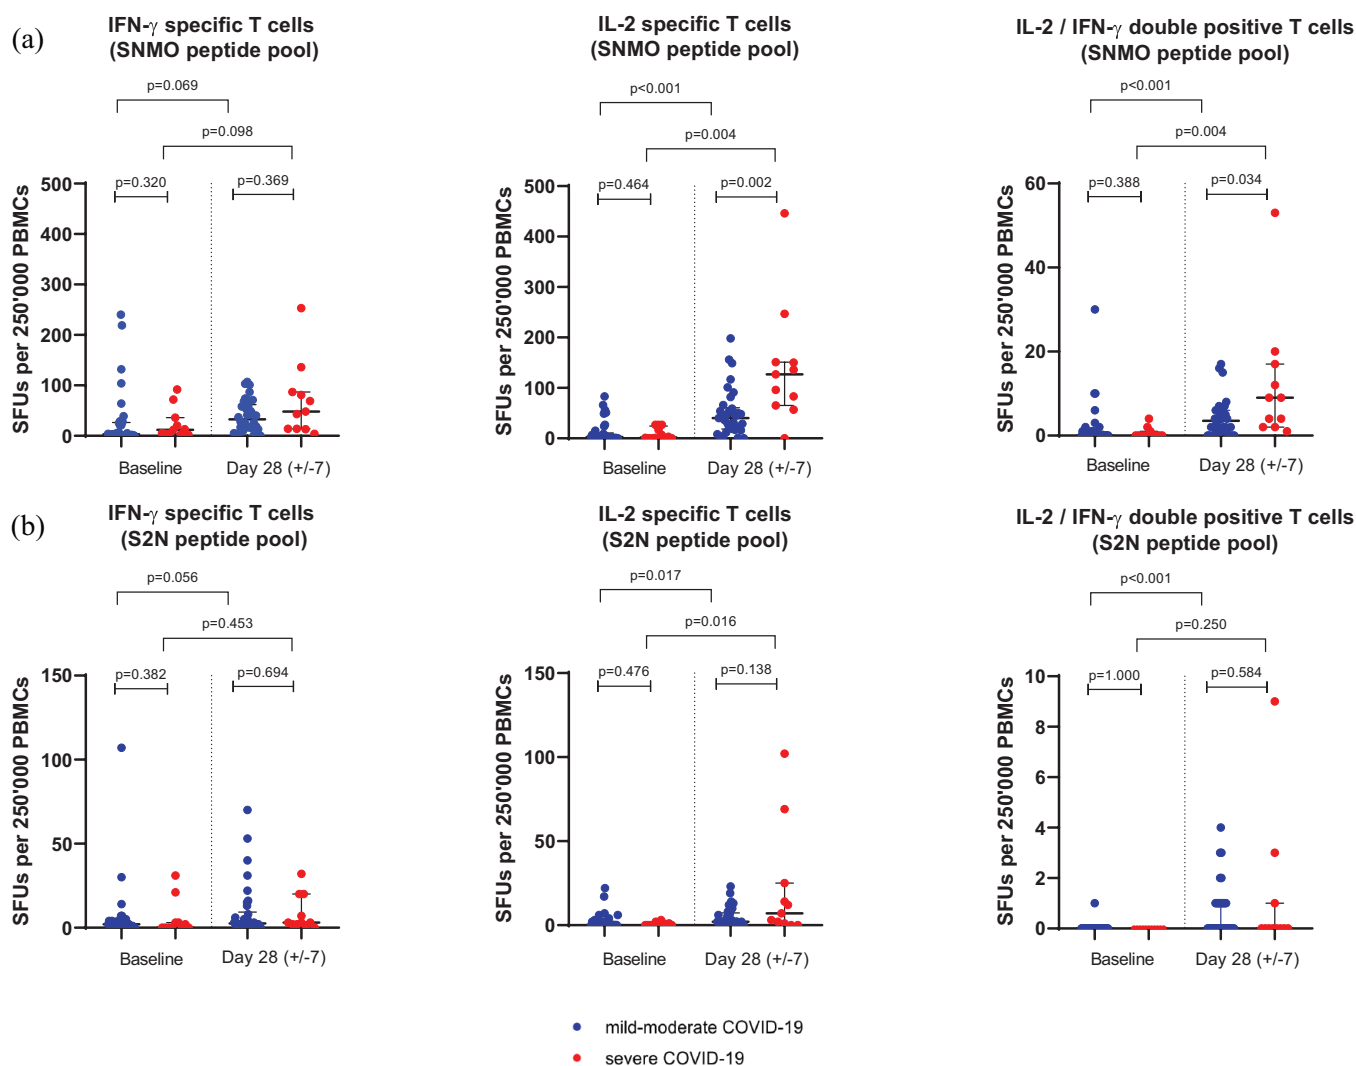 (a)
IFN-γ specific T cells
(SNMO peptide pool)
p=0.069
p=0.098
p=0.320
p=0.369
SFUs per 250'000 PBMCs
500
400
300
200
100
0
Baseline
Day 28 (+/-7)
IL-2 specific T cells
(SNMO peptide pool)
p<0.001
p=0.004
p=0.464
p=0.002
SFUs per 250'000 PBMCs
500
400
300
200
100
0
Baseline
Day 28 (+/-7)
IL-2 / IFN-γ double positive T cells
(SNMO peptide pool)
p<0.001
p=0.004
p=0.388
p=0.034
SFUs per 250'000 PBMCs
60
40
20
0
Baseline
Day 28 (+/-7)
(b)
IFN-γ specific T cells
(S2N peptide pool)
p=0.056
p=0.453
p=0.382
p=0.694
SFUs per 250'000 PBMCs
150
100
50
0
Baseline
Day 28 (+/-7)
IL-2 specific T cells
(S2N peptide pool)
p=0.017
p=0.016
p=0.476
p=0.138
SFUs per 250'000 PBMCs
150
100
50
0
Baseline
Day 28 (+/-7)
IL-2 / IFN-γ double positive T cells
(S2N peptide pool)
p<0.001
p=0.250
p=1.000
p=0.584
SFUs per 250'000 PBMCs
10
8
6
4
2
0
Baseline
Day 28 (+/-7)
mild-moderate COVID-19
severe COVID-19